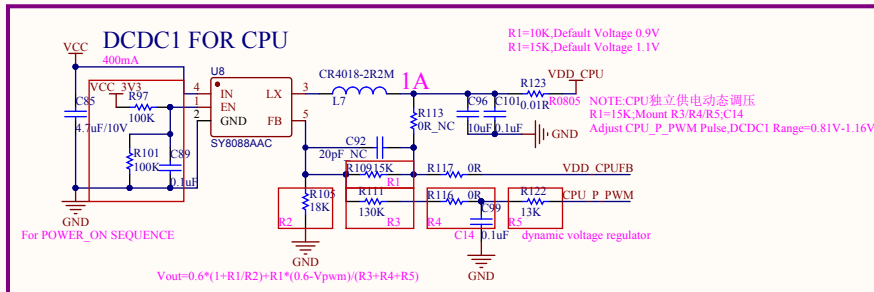 DCDC1 FOR CPU
R1=10K,Default Voltage 0.9V
R1=15K,Default Voltage 1.1V
VCC
400mA
U8
CR4018-2R2M
1A
R123
VDD_CPU
VCC_3V3
R97
4
IN
LX
3
L7
C85
1
EN
R113
C96
C101
0.01R
R0805
NOTE:CPU独立供电动态调压
100K
2
GND
0R_NC
R1=15K;Mount R3/R4/R5;C14
4.7uF/10V
FB
5
10uF
0.1uF
GND
Adjust CPU_P_PWM Pulse,DCDC1 Range=0.81V-1.16V
C92
SY8088AAC
20pF_NC
R101
C89
100K
0.1uF
R109
15K
R117
0R
VDD_CPUFB
R1
R105
R111
R116
0R
R122
CPU_P_PWM
18K
130K
C99
13K
GND
R2
R3
R4
C14
0.1uF
R5
For POWER_ON SEQUENCE
dynamic voltage regulator
GND
GND
Vout=0.6*(1+R1/R2)+R1*(0.6-Vpwm)/(R3+R4+R5)